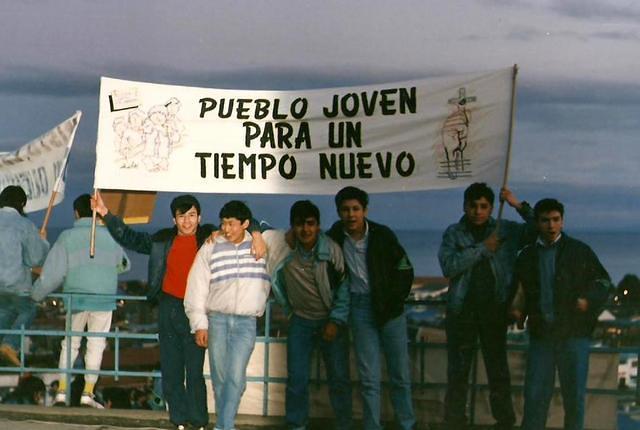 PUEBLO JOVEN
PARA UN
TIEMPO NUEVO